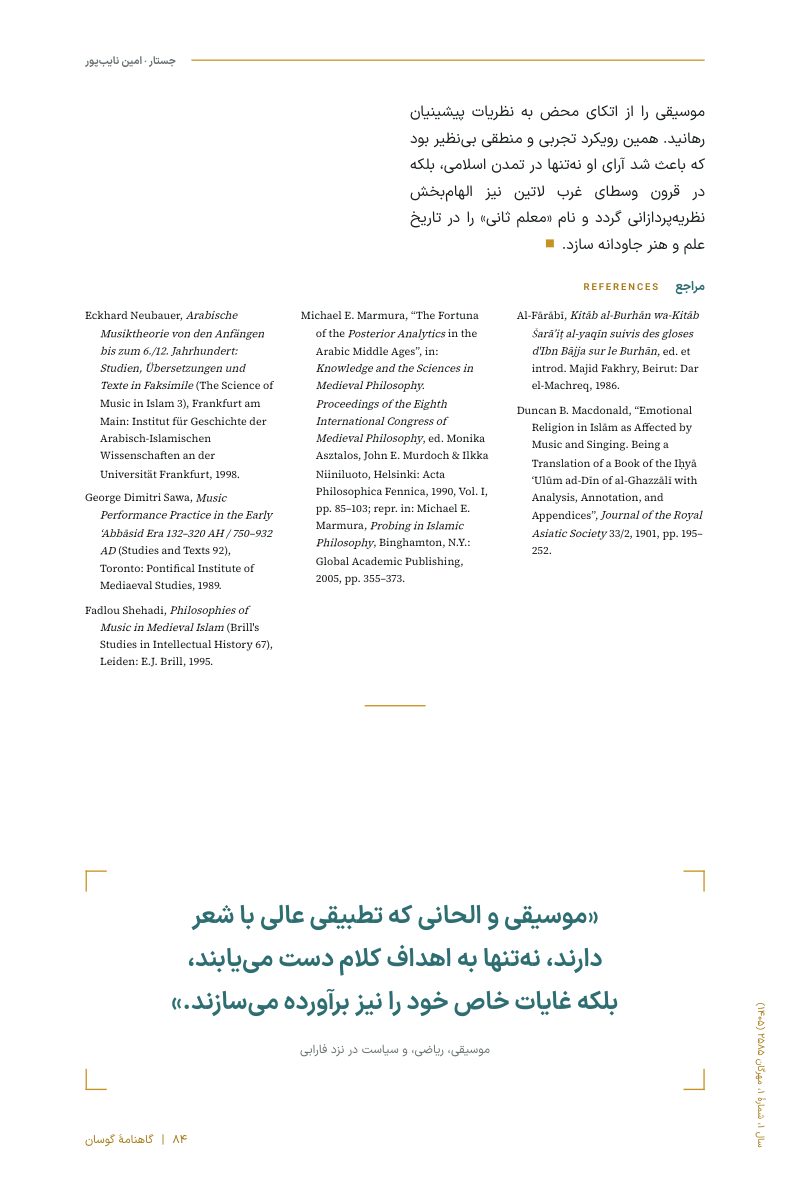 جستار · امین نایب‌پور
موسیقی را از اتکای محض به نظریات پیشینیان
رهانید. همین رویکرد تجربی و منطقی بی‌نظیر بود
که باعث شد آرای او نه‌تنها در تمدن اسلامی، بلکه
در قرون وسطای غرب لاتین نیز الهام‌بخش
نظریه‌پردازانی گردد و نام «معلم ثانی» را در تاریخ
علم و هنر جاودانه سازد.
مراجع REFERENCES
Al-Fārābī, Kitāb al-Burhān wa-Kitāb
Šarā’iṭ al-yaqīn suivis des gloses
d'Ibn Bājja sur le Burhān, ed. et
introd. Majid Fakhry, Beirut: Dar
el-Machreq, 1986.
Duncan B. Macdonald, “Emotional
Religion in Islām as Affected by
Music and Singing. Being a
Translation of a Book of the Iḥyā
‘Ulūm ad-Dīn of al-Ghazzālī with
Analysis, Annotation, and
Appendices”, Journal of the Royal
Asiatic Society 33/2, 1901, pp. 195–
252.
Michael E. Marmura, “The Fortuna
of the Posterior Analytics in the
Arabic Middle Ages”, in:
Knowledge and the Sciences in
Medieval Philosophy.
Proceedings of the Eighth
International Congress of
Medieval Philosophy, ed. Monika
Asztalos, John E. Murdoch & Ilkka
Niiniluoto, Helsinki: Acta
Philosophica Fennica, 1990, Vol. I,
pp. 85–103; repr. in: Michael E.
Marmura, Probing in Islamic
Philosophy, Binghamton, N.Y.:
Global Academic Publishing,
2005, pp. 355–373.
Eckhard Neubauer, Arabische
Musiktheorie von den Anfängen
bis zum 6./12. Jahrhundert:
Studien, Übersetzungen und
Texte in Faksimile (The Science of
Music in Islam 3), Frankfurt am
Main: Institut für Geschichte der
Arabisch-Islamischen
Wissenschaften an der
Universität Frankfurt, 1998.
George Dimitri Sawa, Music
Performance Practice in the Early
‘Abbāsid Era 132–320 AH / 750–932
AD (Studies and Texts 92),
Toronto: Pontifical Institute of
Mediaeval Studies, 1989.
Fadlou Shehadi, Philosophies of
Music in Medieval Islam (Brill's
Studies in Intellectual History 67),
Leiden: E.J. Brill, 1995.
«موسیقی و الحانی که تطبیقی عالی با شعر
دارند، نه‌تنها به اهداف کلام دست می‌یابند،
بلکه غایات خاص خود را نیز برآورده می‌سازند.»
موسیقی، ریاضی، و سیاست در نزد فارابی
سال ۱، شمارهٔ ۱، مهرگان ۲۵۸۵ (۱۴۰۵)
۸۴ | گاهنامهٔ گوسان